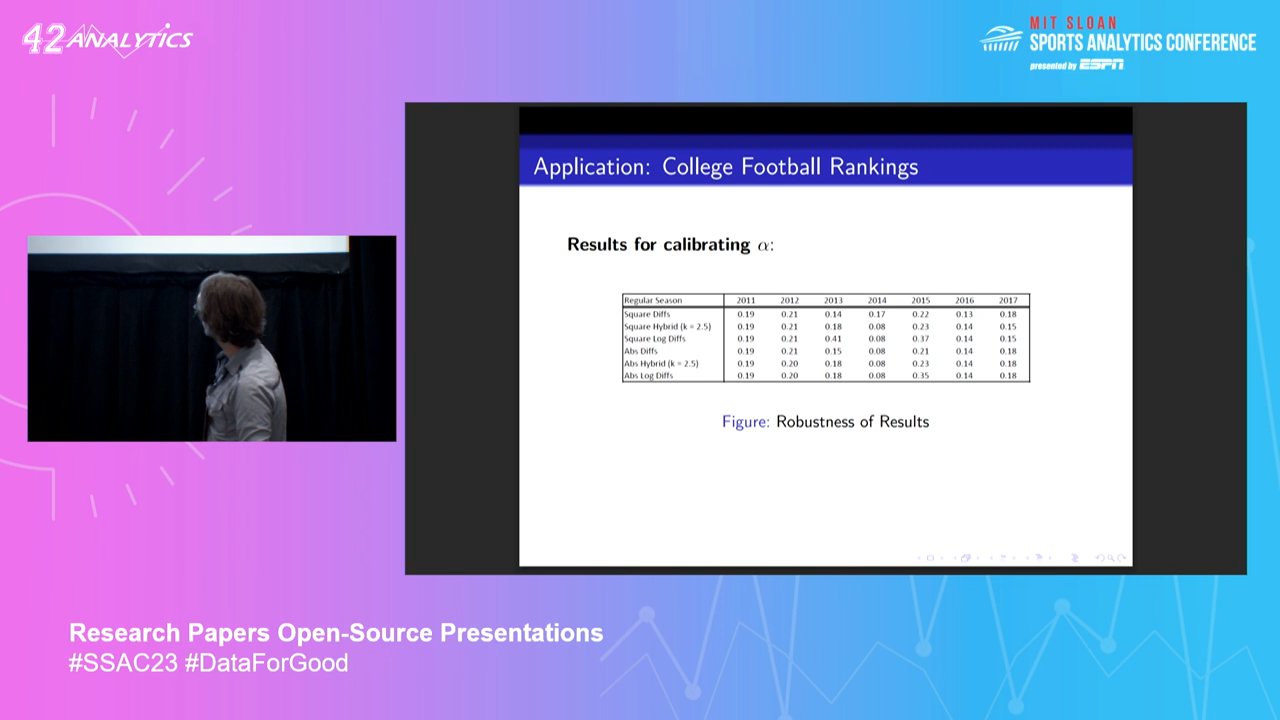 42 ANALYTICS
MIT SLOAN
SPORTS ANALYTICS CONFERENCE
presented by ESPN
Application: College Football Rankings
Results for calibrating α:
Regular Season 2011 2012 2013 2014 2015 2016 2017
Square Diffs 0.19 0.21 0.14 0.17 0.22 0.13 0.18
Square Hybrid (k = 2.5) 0.19 0.21 0.18 0.08 0.23 0.14 0.15
Square Log Diffs 0.19 0.21 0.41 0.08 0.37 0.14 0.15
Abs Diffs 0.19 0.21 0.15 0.08 0.21 0.14 0.18
Abs Hybrid (k = 2.5) 0.19 0.20 0.18 0.08 0.23 0.14 0.18
Abs Log Diffs 0.19 0.20 0.18 0.08 0.35 0.14 0.18
Figure: Robustness of Results
Research Papers Open-Source Presentations
#SSAC23 #DataForGood